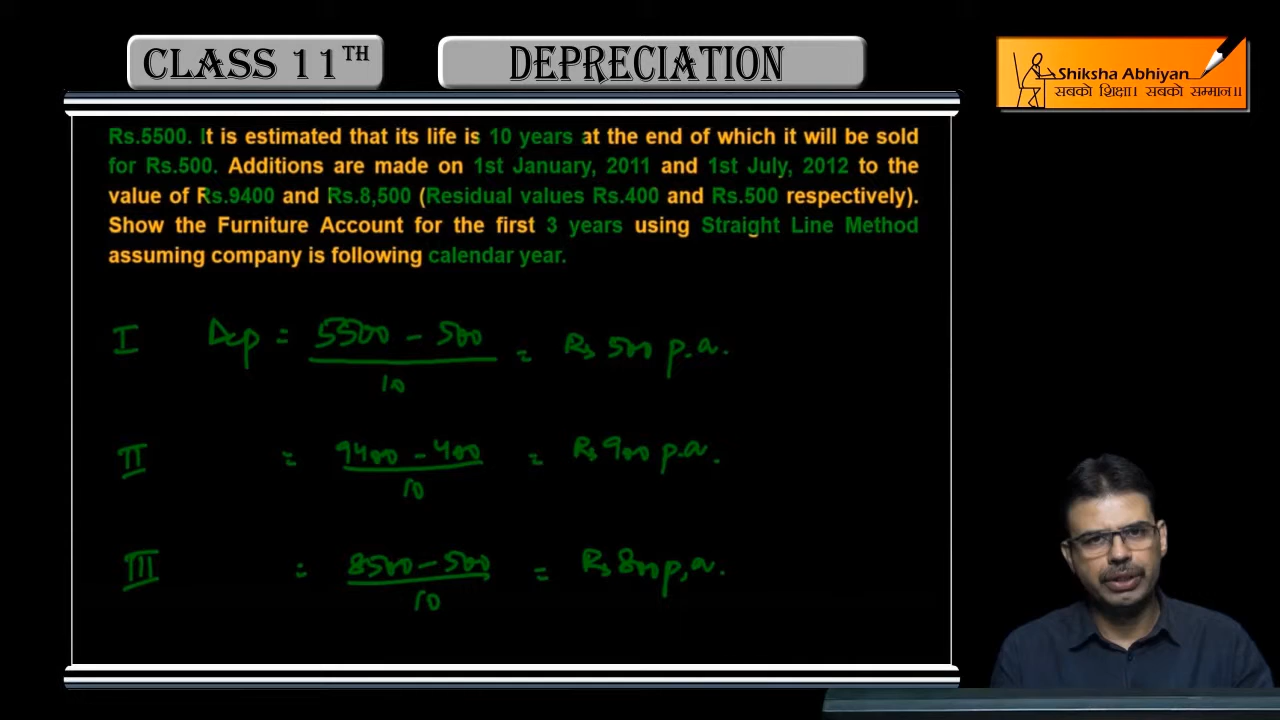 CLASS 11TH
DEPRECIATION
Shiksha Abhiyan
सबको शिक्षा। सबको सम्मान॥
Rs.5500. It is estimated that its life is 10 years at the end of which it will be sold
for Rs.500. Additions are made on 1st January, 2011 and 1st July, 2012 to the
value of Rs.9400 and Rs.8,500 (Residual values Rs.400 and Rs.500 respectively).
Show the Furniture Account for the first 3 years using Straight Line Method
assuming company is following calendar year.
I Dep = 5500 - 500 = Rs 500 p.a.
10
II = 9400 - 400 = Rs 900 p.a.
10
III = 8500 - 500 = Rs 800 p.a.
10